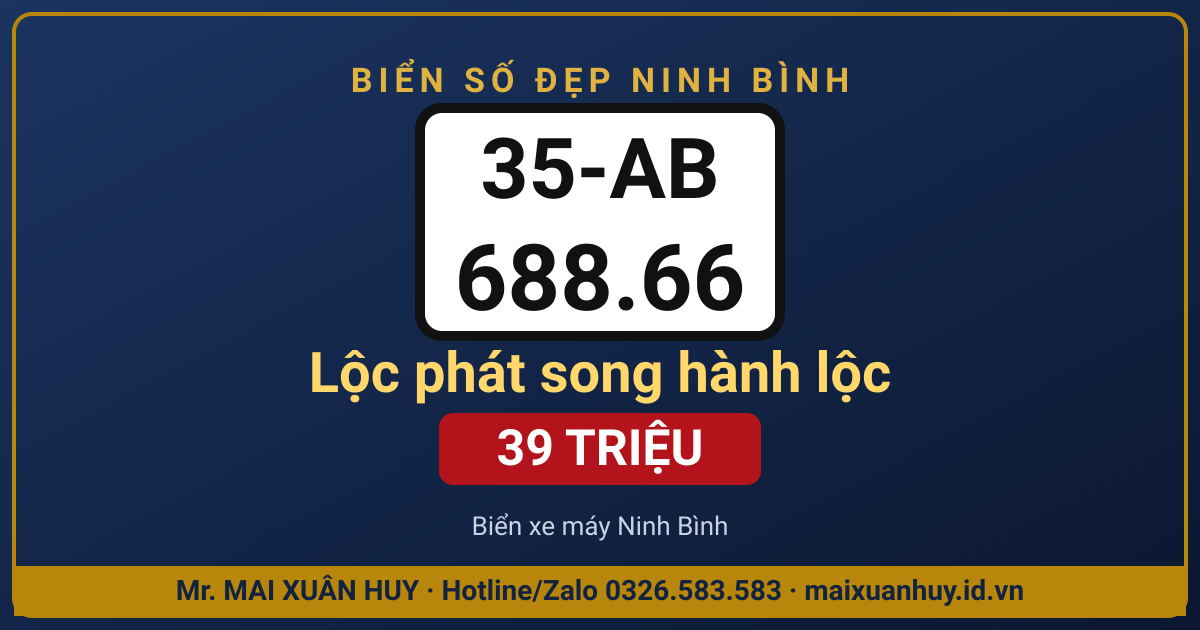 BIỂN SỐ ĐẸP NINH BÌNH
35-AB
688.66
Lộc phát song hành lộc
39 TRIỆU
Biển xe máy Ninh Bình
Mr. MAI XUÂN HUY · Hotline/Zalo 0326.583.583 · maixuanhuy.id.vn